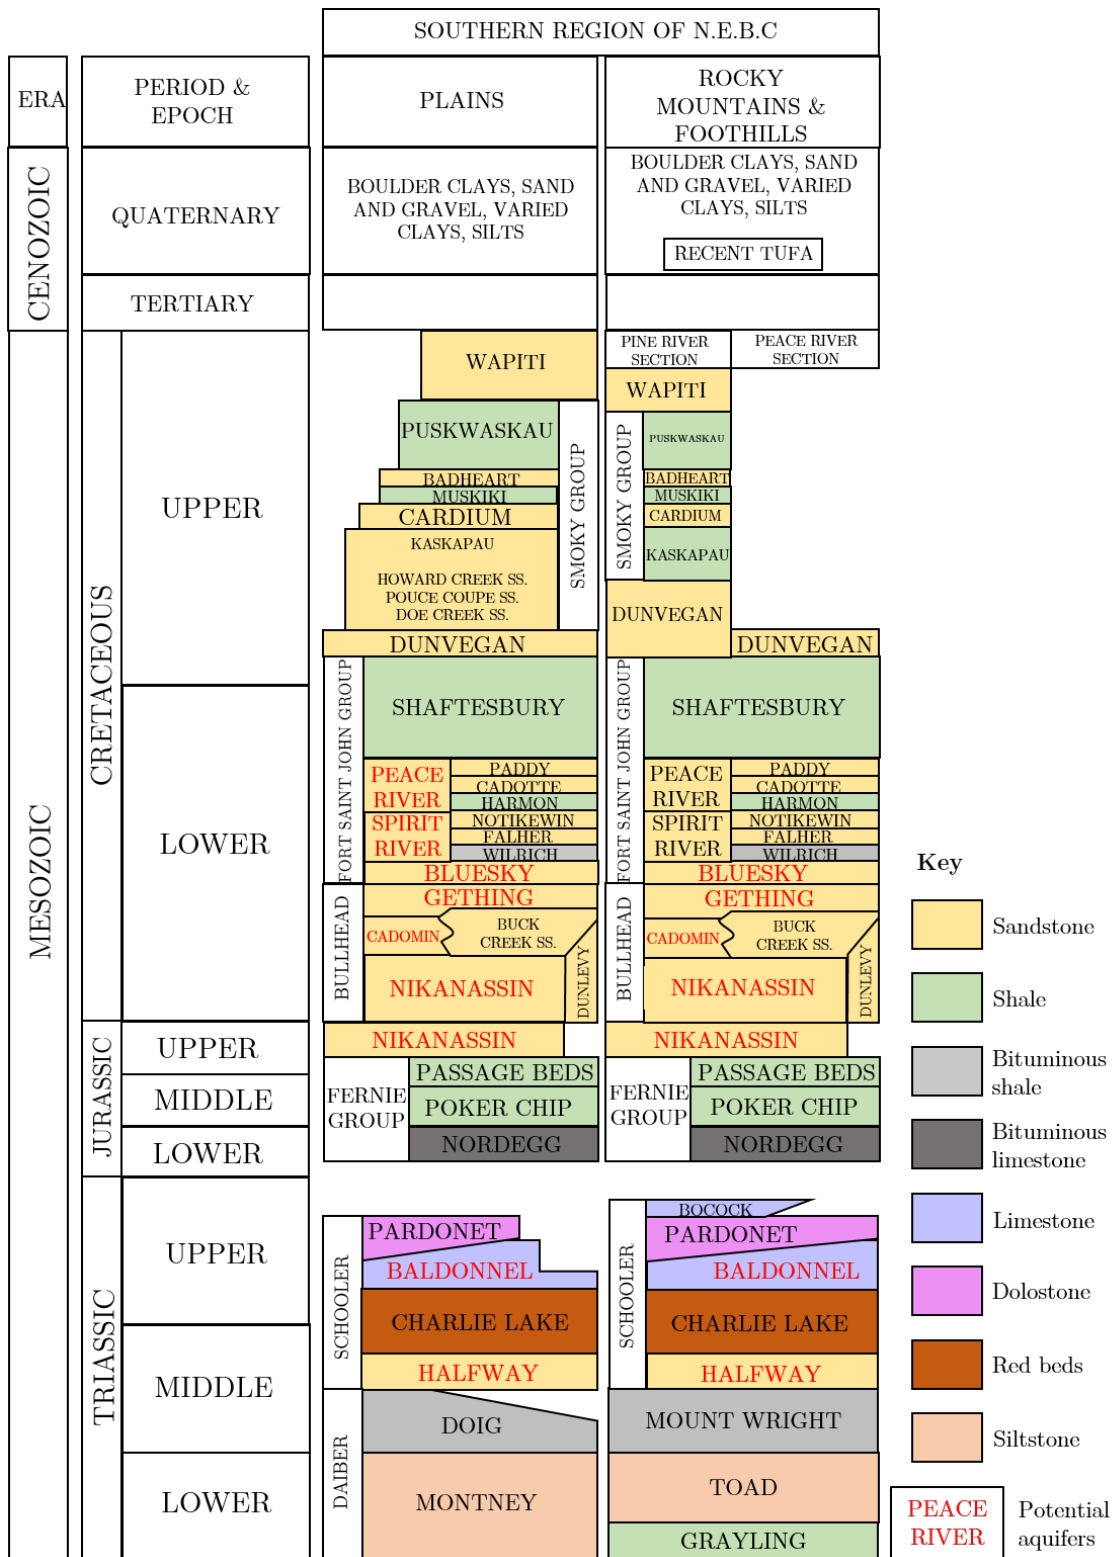 SOUTHERN REGION OF N.E.B.C
ERA
PERIOD &
EPOCH
PLAINS
ROCKY
MOUNTAINS &
FOOTHILLS
CENOZOIC
QUATERNARY
BOULDER CLAYS, SAND
AND GRAVEL, VARIED
CLAYS, SILTS
BOULDER CLAYS, SAND
AND GRAVEL, VARIED
CLAYS, SILTS
RECENT TUFA
TERTIARY
MESOZOIC
CRETACEOUS
UPPER
WAPITI
PUSKWASKAU
BADHEART
MUSKIKI
CARDIUM
KASKAPAU
HOWARD CREEK SS.
POUCE COUPE SS.
DOE CREEK SS.
SMOKY GROUP
DUNVEGAN
PINE RIVER
SECTION
PEACE RIVER
SECTION
WAPITI
SMOKY GROUP
PUSKWASKAU
BADHEART
MUSKIKI
CARDIUM
KASKAPAU
DUNVEGAN
DUNVEGAN
LOWER
FORT SAINT JOHN GROUP
SHAFTESBURY
PEACE
RIVER
PADDY
CADOTTE
HARMON
SPIRIT
RIVER
NOTIKEWIN
FALHER
WILRICH
BLUESKY
BULLHEAD
GETHING
CADOMIN
BUCK
CREEK SS.
DUNLEVY
NIKANASSIN
FORT SAINT JOHN GROUP
SHAFTESBURY
PEACE
RIVER
PADDY
CADOTTE
HARMON
SPIRIT
RIVER
NOTIKEWIN
FALHER
WILRICH
BLUESKY
BULLHEAD
GETHING
CADOMIN
BUCK
CREEK SS.
DUNLEVY
NIKANASSIN
JURASSIC
UPPER
MIDDLE
LOWER
NIKANASSIN
FERNIE
GROUP
PASSAGE BEDS
POKER CHIP
NORDEGG
NIKANASSIN
FERNIE
GROUP
PASSAGE BEDS
POKER CHIP
NORDEGG
TRIASSIC
UPPER
MIDDLE
LOWER
SCHOOLER
PARDONET
BALDONNEL
CHARLIE LAKE
HALFWAY
DAIBER
DOIG
MONTNEY
SCHOOLER
BOCOCK
PARDONET
BALDONNEL
CHARLIE LAKE
HALFWAY
MOUNT WRIGHT
TOAD
GRAYLING
Key
Sandstone
Shale
Bituminous
shale
Bituminous
limestone
Limestone
Dolostone
Red beds
Siltstone
PEACE
RIVER
Potential
aquifers